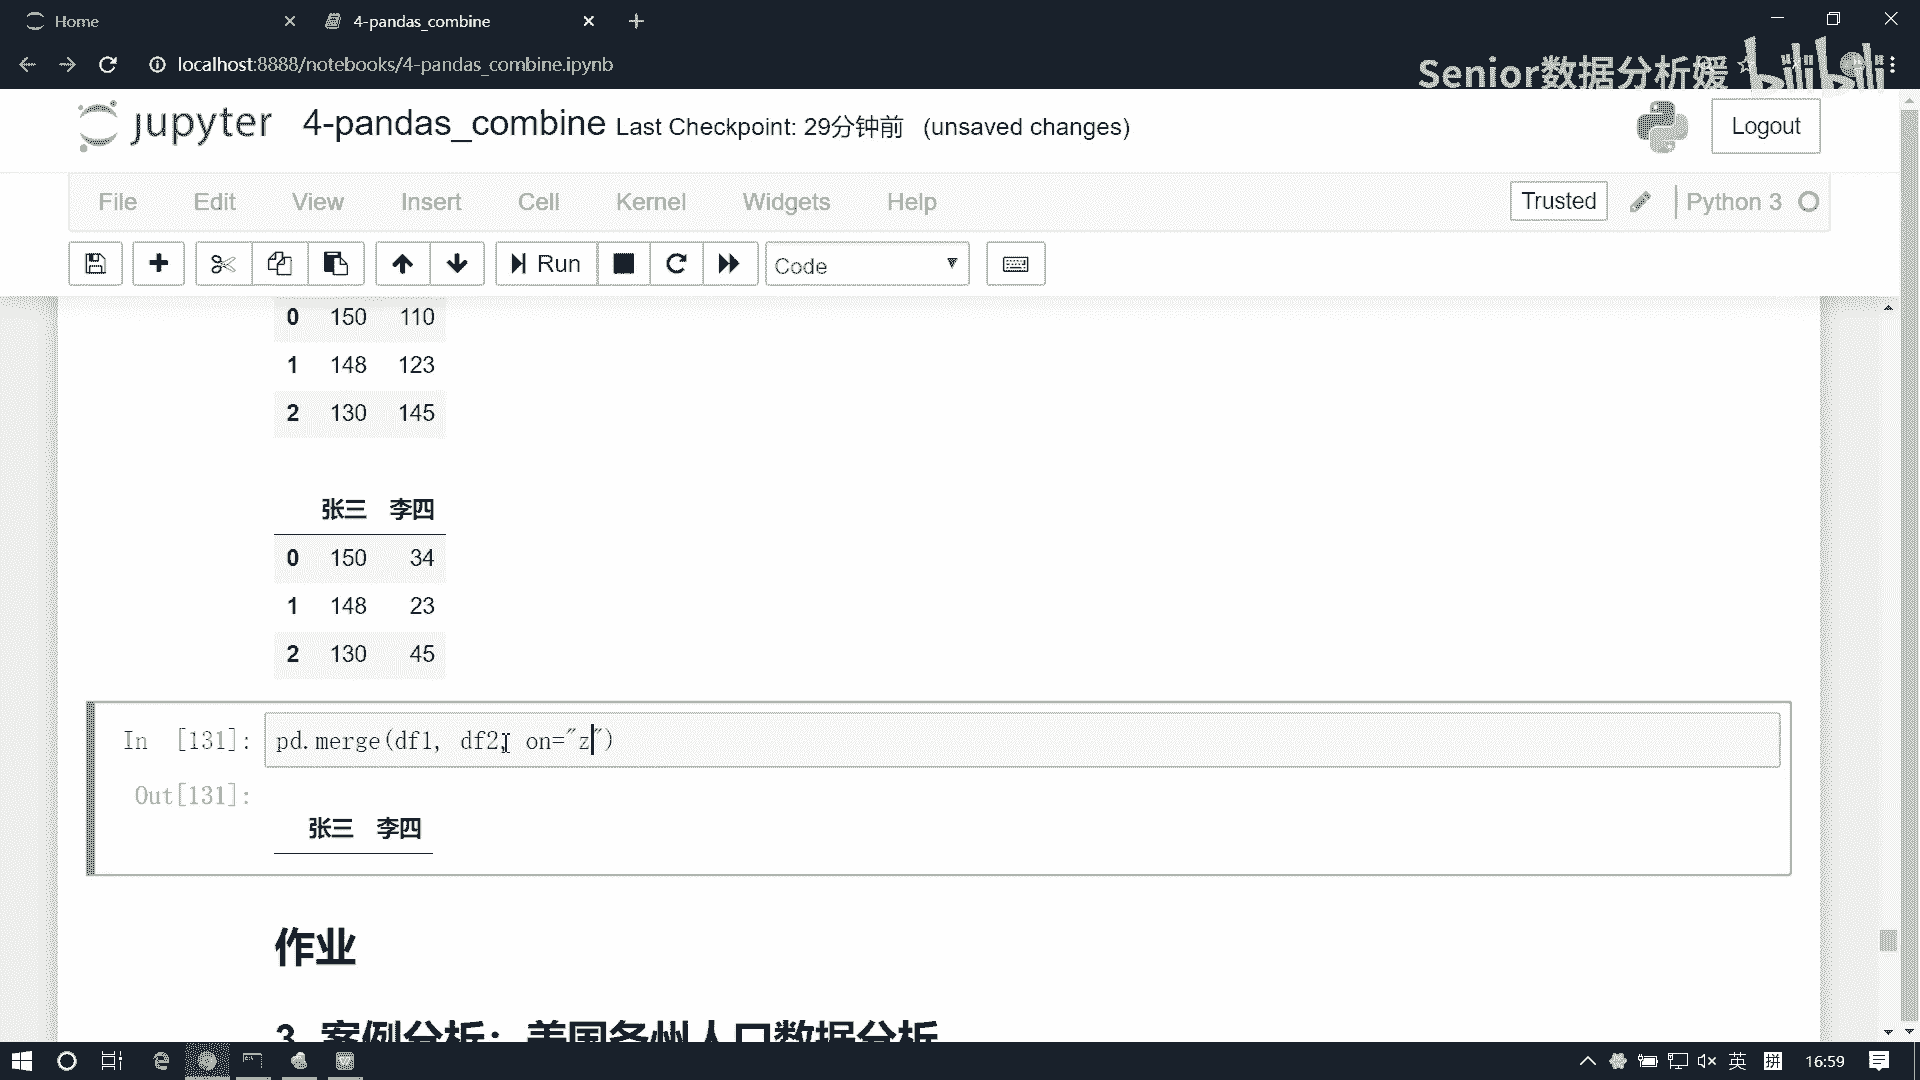 Home
4-pandas_combine
localhost:8888/notebooks/4-pandas_combine.ipynb
Senior数据分析媛 bilibili
jupyter 4-pandas_combine Last Checkpoint: 29分钟前 (unsaved changes)
Logout
File Edit View Insert Cell Kernel Widgets Help
Trusted
Python 3
Run
Code
0 150 110
1 148 123
2 130 145
张三 李四
0 150 34
1 148 23
2 130 45
In [131]: pd.merge(df1, df2, on="z")
Out[131]:
张三 李四
作业
3. 案例分析：美国各州人口数据分析
英 拼 16:59